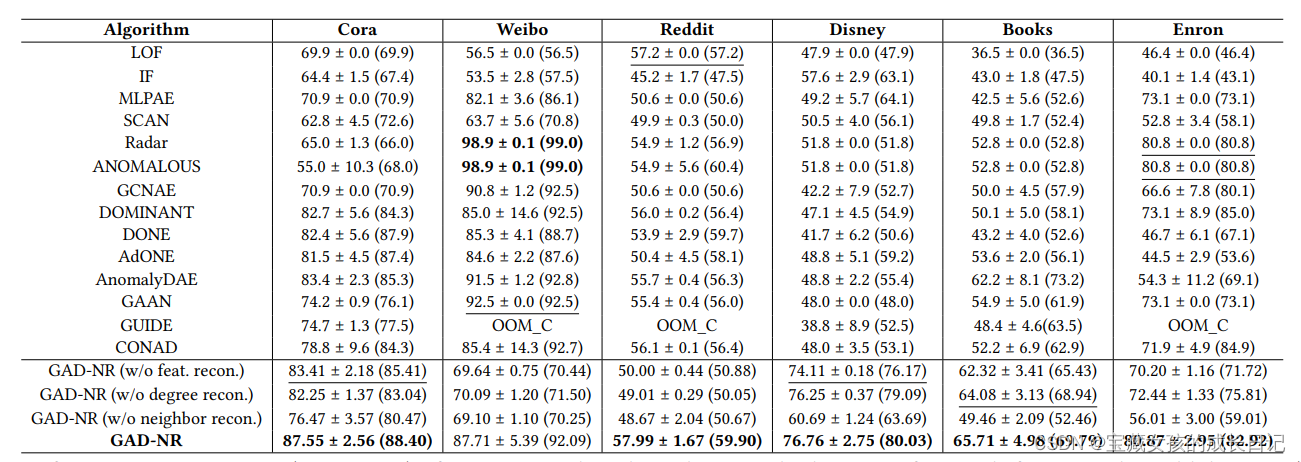 Algorithm Cora Weibo Reddit Disney Books Enron
LOF 69.9 ± 0.0 (69.9) 56.5 ± 0.0 (56.5) 57.2 ± 0.0 (57.2) 47.9 ± 0.0 (47.9) 36.5 ± 0.0 (36.5) 46.4 ± 0.0 (46.4)
IF 64.4 ± 1.5 (67.4) 53.5 ± 2.8 (57.5) 45.2 ± 1.7 (47.5) 57.6 ± 2.9 (63.1) 43.0 ± 1.8 (47.5) 40.1 ± 1.4 (43.1)
MLPAE 70.9 ± 0.0 (70.9) 82.1 ± 3.6 (86.1) 50.6 ± 0.0 (50.6) 49.2 ± 5.7 (64.1) 42.5 ± 5.6 (52.6) 73.1 ± 0.0 (73.1)
SCAN 62.8 ± 4.5 (72.6) 63.7 ± 5.6 (70.8) 49.9 ± 0.3 (50.0) 50.5 ± 4.0 (56.1) 49.8 ± 1.7 (52.4) 52.8 ± 3.4 (58.1)
Radar 65.0 ± 1.3 (66.0) 98.9 ± 0.1 (99.0) 54.9 ± 1.2 (56.9) 51.8 ± 0.0 (51.8) 52.8 ± 0.0 (52.8) 80.8 ± 0.0 (80.8)
ANOMALOUS 55.0 ± 10.3 (68.0) 98.9 ± 0.1 (99.0) 54.9 ± 5.6 (60.4) 51.8 ± 0.0 (51.8) 52.8 ± 0.0 (52.8) 80.8 ± 0.0 (80.8)
GCNAE 70.9 ± 0.0 (70.9) 90.8 ± 1.2 (92.5) 50.6 ± 0.0 (50.6) 42.2 ± 7.9 (52.7) 50.0 ± 4.5 (57.9) 66.6 ± 7.8 (80.1)
DOMINANT 82.7 ± 5.6 (84.3) 85.0 ± 14.6 (92.5) 56.0 ± 0.2 (56.4) 47.1 ± 4.5 (54.9) 50.1 ± 5.0 (58.1) 73.1 ± 8.9 (85.0)
DONE 82.4 ± 5.6 (87.9) 85.3 ± 4.1 (88.7) 53.9 ± 2.9 (59.7) 41.7 ± 6.2 (50.6) 43.2 ± 4.0 (52.6) 46.7 ± 6.1 (67.1)
AdONE 81.5 ± 4.5 (87.4) 84.6 ± 2.2 (87.6) 50.4 ± 4.5 (58.1) 48.8 ± 5.1 (59.2) 53.6 ± 2.0 (56.1) 44.5 ± 2.9 (53.6)
AnomalyDAE 83.4 ± 2.3 (85.3) 91.5 ± 1.2 (92.8) 55.7 ± 0.4 (56.3) 48.8 ± 2.2 (55.4) 62.2 ± 8.1 (73.2) 54.3 ± 11.2 (69.1)
GAAN 74.2 ± 0.9 (76.1) 92.5 ± 0.0 (92.5) 55.4 ± 0.4 (56.0) 48.0 ± 0.0 (48.0) 54.9 ± 5.0 (61.9) 73.1 ± 0.0 (73.1)
GUIDE 74.7 ± 1.3 (77.5) OOM_C OOM_C 38.8 ± 8.9 (52.5) 48.4 ± 4.6(63.5) OOM_C
CONAD 78.8 ± 9.6 (84.3) 85.4 ± 14.3 (92.7) 56.1 ± 0.1 (56.4) 48.0 ± 3.5 (53.1) 52.2 ± 6.9 (62.9) 71.9 ± 4.9 (84.9)
GAD-NR (w/o feat. recon.) 83.41 ± 2.18 (85.41) 69.64 ± 0.75 (70.44) 50.00 ± 0.44 (50.88) 74.11 ± 0.18 (76.17) 62.32 ± 3.41 (65.43) 70.20 ± 1.16 (71.72)
GAD-NR (w/o degree recon.) 82.25 ± 1.37 (83.04) 70.09 ± 1.20 (71.50) 49.01 ± 0.29 (50.05) 76.25 ± 0.37 (79.09) 64.08 ± 3.13 (68.94) 72.44 ± 1.33 (75.81)
GAD-NR (w/o neighbor recon.) 76.47 ± 3.57 (80.47) 69.10 ± 1.10 (70.25) 48.67 ± 2.04 (50.67) 60.69 ± 1.24 (63.69) 49.46 ± 2.09 (52.46) 56.01 ± 3.00 (59.01)
GAD-NR 87.55 ± 2.56 (88.40) 87.71 ± 5.39 (92.09) 57.99 ± 1.67 (59.90) 76.76 ± 2.75 (80.03) 65.71 ± 4.98 (69.79) 80.87 ± 2.95 (82.92)
CSDN @宝藏女孩的成长日记